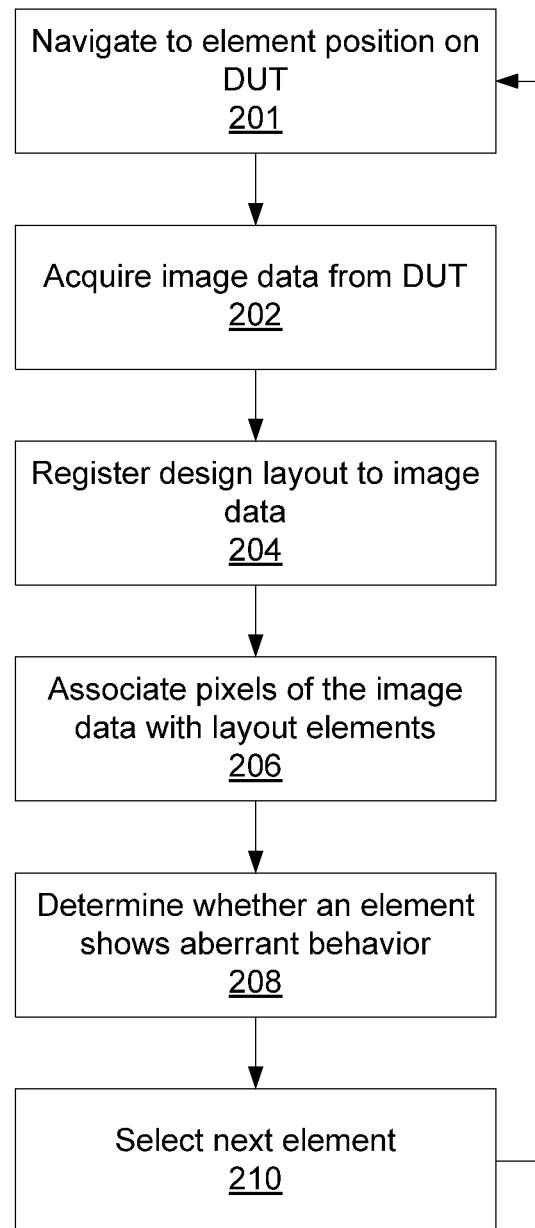 Navigate to element position on
DUT
201
Acquire image data from DUT
202
Register design layout to image
data
204
Associate pixels of the image
data with layout elements
206
Determine whether an element
shows aberrant behavior
208
Select next element
210